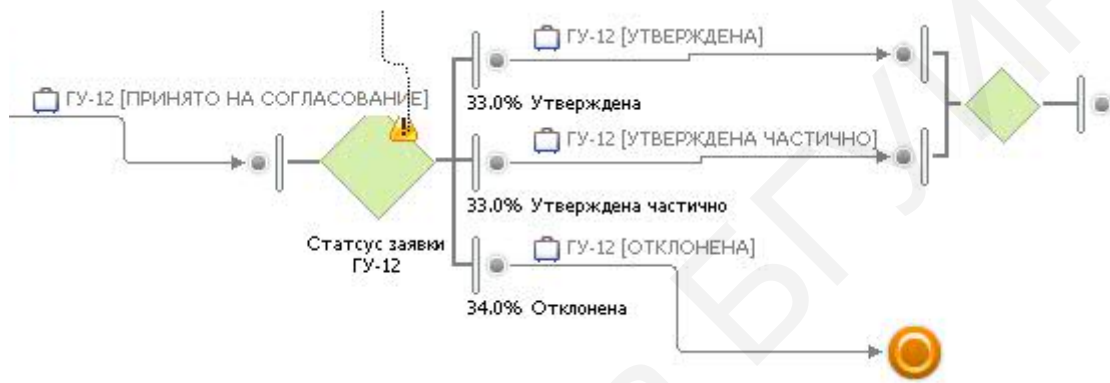 ГУ-12 [УТВЕРЖДЕНА]
ГУ-12 [ПРИНЯТО НА СОГЛАСОВАНИЕ]
33.0% Утверждена
ГУ-12 [УТВЕРЖДЕНА ЧАСТИЧНО]
33.0% Утверждена частично
Статсус заявки
ГУ-12
ГУ-12 [ОТКЛОНЕНА]
34.0% Отклонена
БГУИР